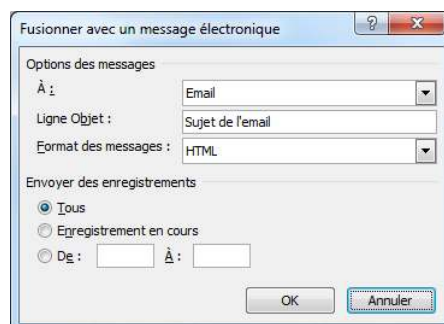 Fusionner avec un message électronique
Options des messages
À : Email
Ligne Objet : Sujet de l'email
Format des messages : HTML
Envoyer des enregistrements
Tous
Enregistrement en cours
De : À :
OK Annuler